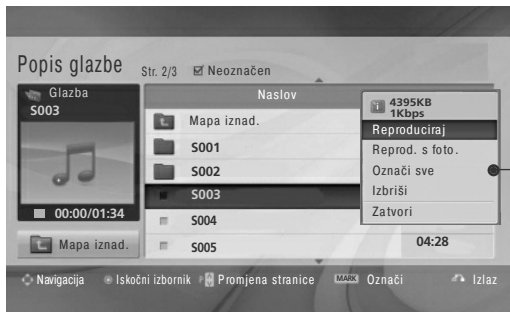 Popis glazbe
Str. 2/3
Neoznačen
Glazba
S003
00:00/01:34
Mapa iznad.
Naslov
Mapa iznad.
S001
S002
S003
S004
S005
04:28
4395KB
1Kbps
Reproduciraj
Reprod. s foto.
Označi sve
Izbriši
Zatvori
Navigacija Iskočni izbornik P Promjena stranice MARK Označi Izlaz